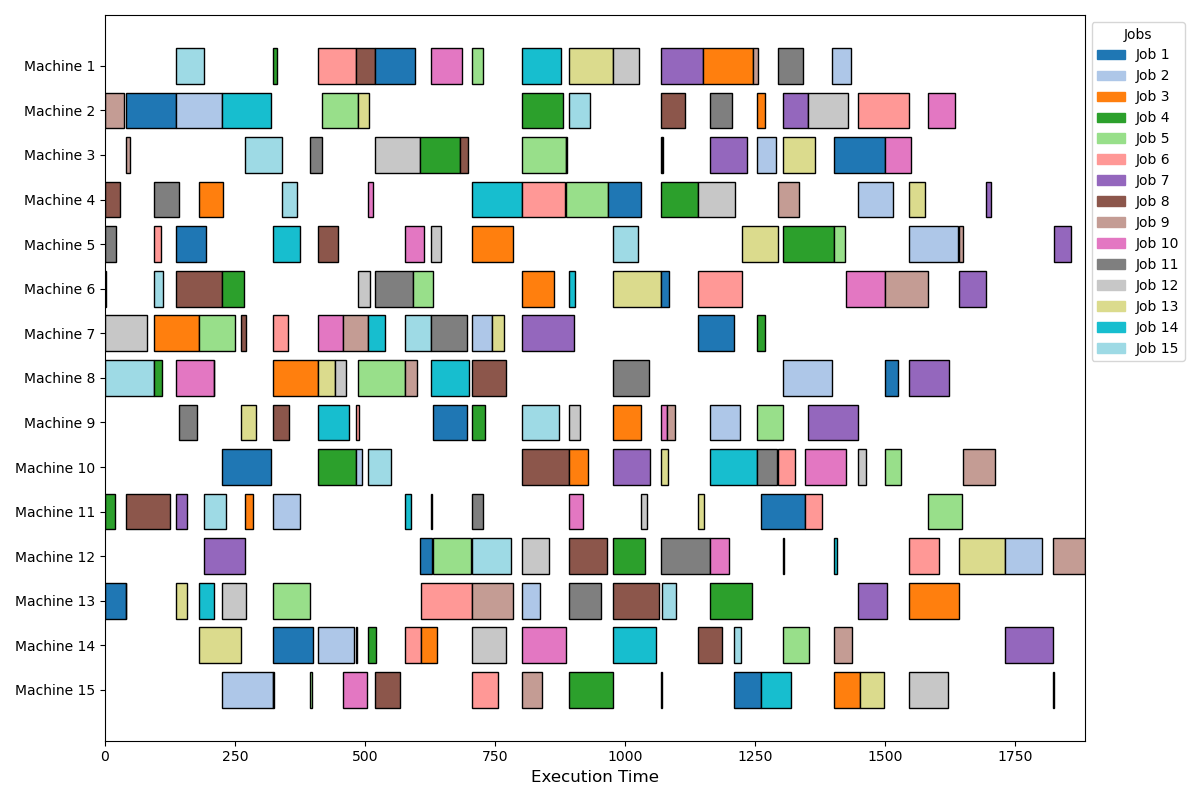 Machine 1
Machine 2
Machine 3
Machine 4
Machine 5
Machine 6
Machine 7
Machine 8
Machine 9
Machine 10
Machine 11
Machine 12
Machine 13
Machine 14
Machine 15
0 250 500 750 1000 1250 1500 1750
Execution Time
Jobs
Job 1
Job 2
Job 3
Job 4
Job 5
Job 6
Job 7
Job 8
Job 9
Job 10
Job 11
Job 12
Job 13
Job 14
Job 15